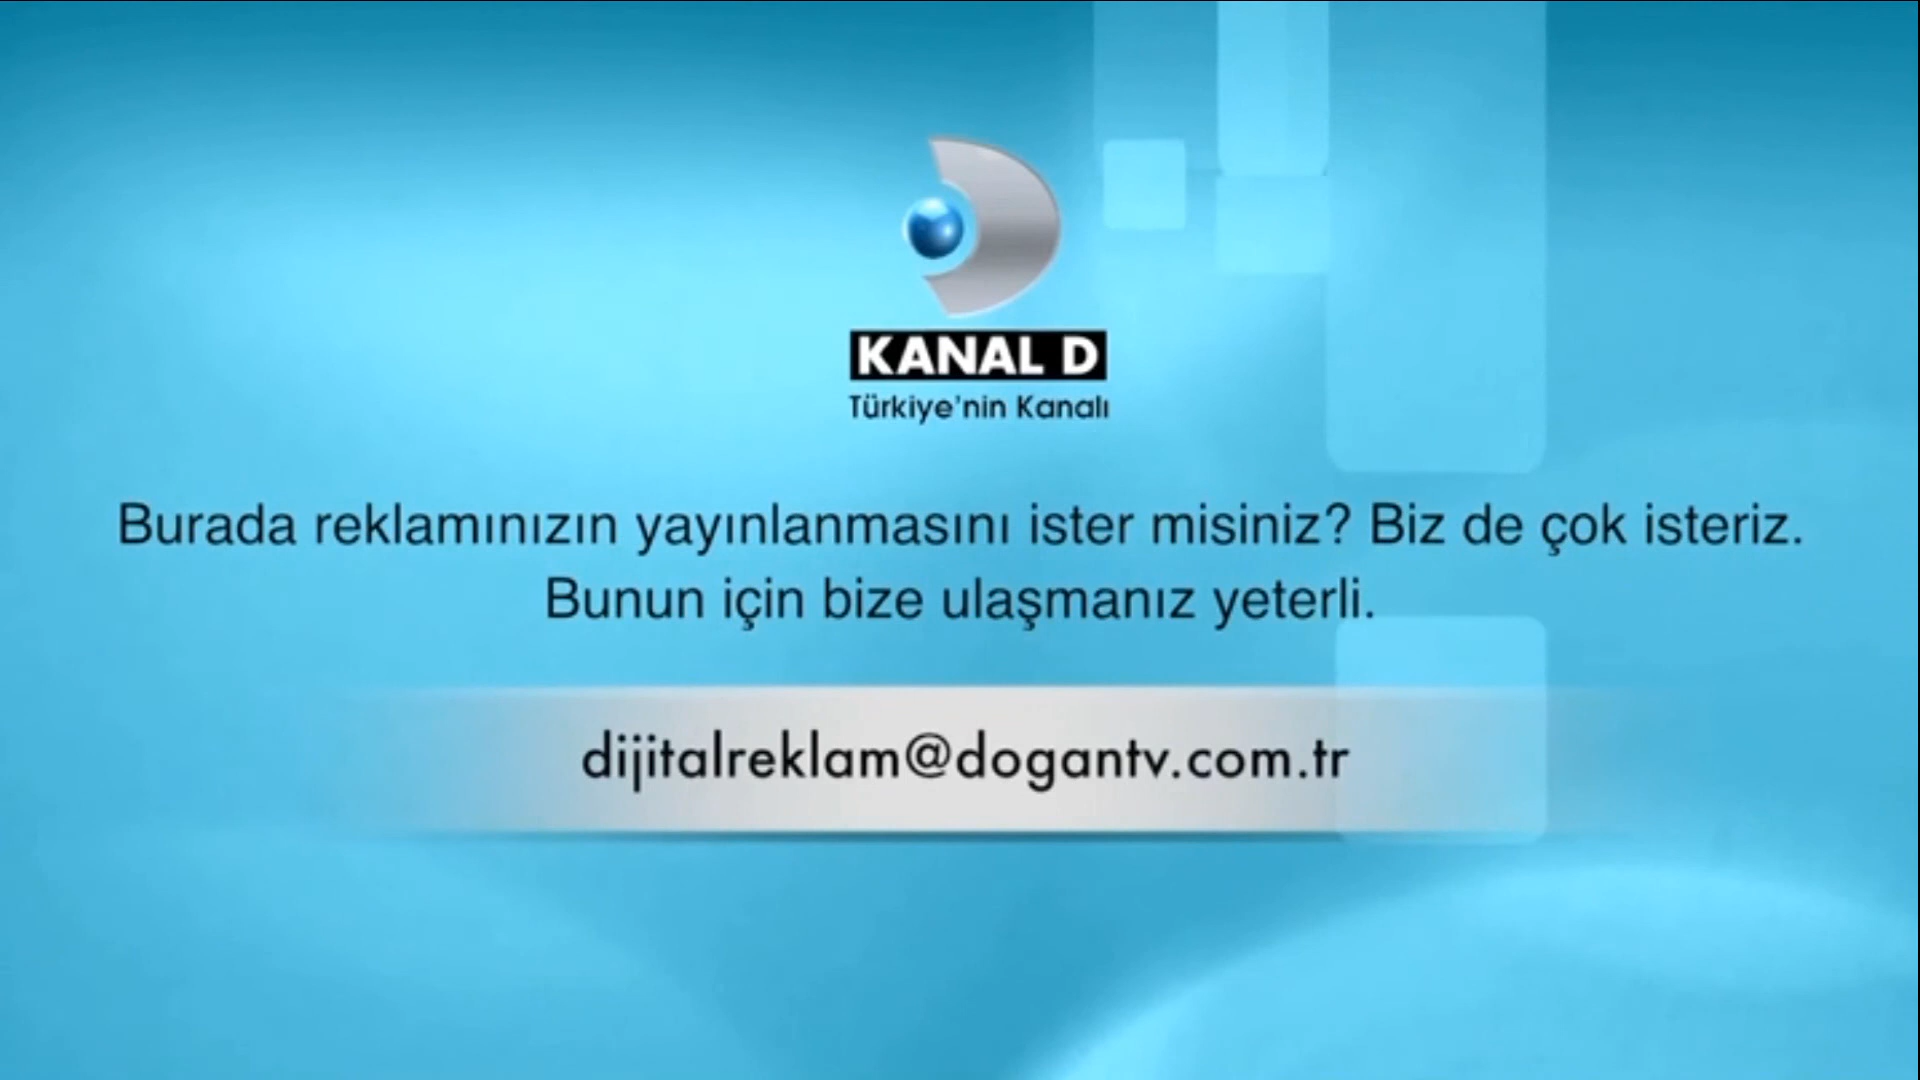 KANAL D
Türkiye'nin Kanalı
Burada reklamınızın yayınlanmasını ister misiniz? Biz de çok isteriz.
Bunun için bize ulaşmanız yeterli.
dijitalreklam@dogantv.com.tr